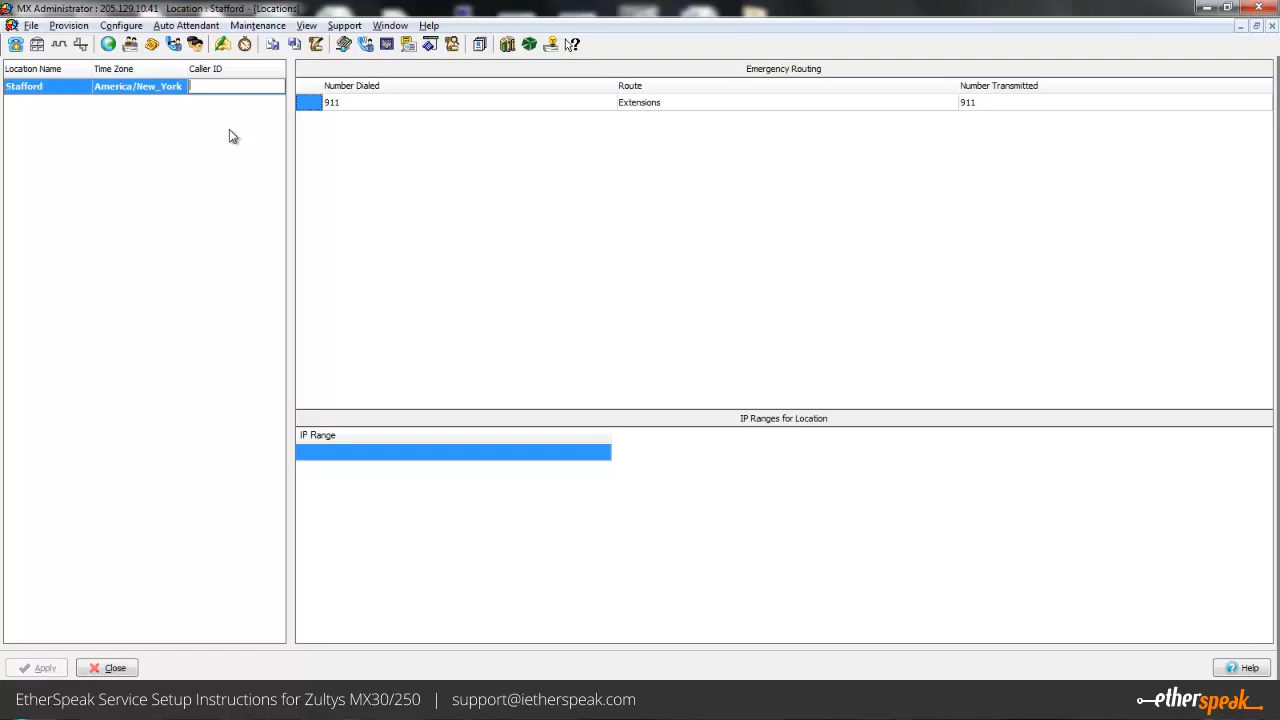 MX Administrator : 205.129.10.41 Location : Stafford - [Locations]
File Provision Configure Auto Attendant Maintenance View Support Window Help
Location Name Time Zone Caller ID
Stafford America/New_York
Emergency Routing
Number Dialed Route Number Transmitted
911 Extensions 911
IP Ranges for Location
IP Range
Apply Close Help
EtherSpeak Service Setup Instructions for Zultys MX30/250 | support@ietherspeak.com
etherspeak